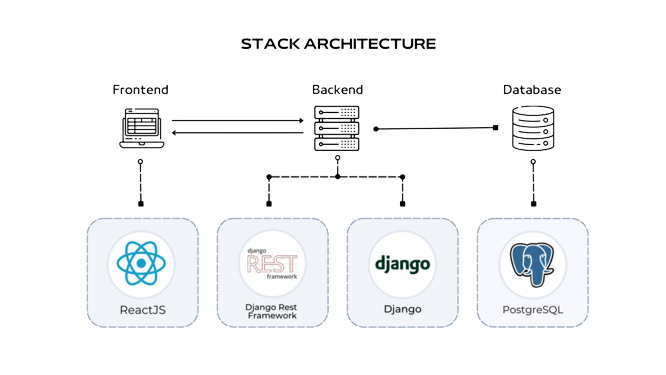 STACK ARCHITECTURE
Frontend
Backend
Database
django
REST
framework
django
ReactJS
Django Rest
Framework
Django
PostgreSQL